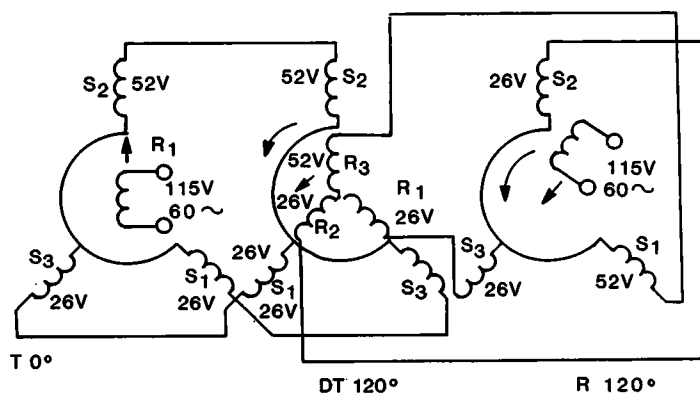 S2 52V
R1
115V
60~
S3
26V
S1
26V
T 0°
52V S2
52V R3
26V
R2
R1
26V
26V
S1
26V
S3
DT 120°
26V S2
115V
60~
S3
26V
S1
52V
R 120°